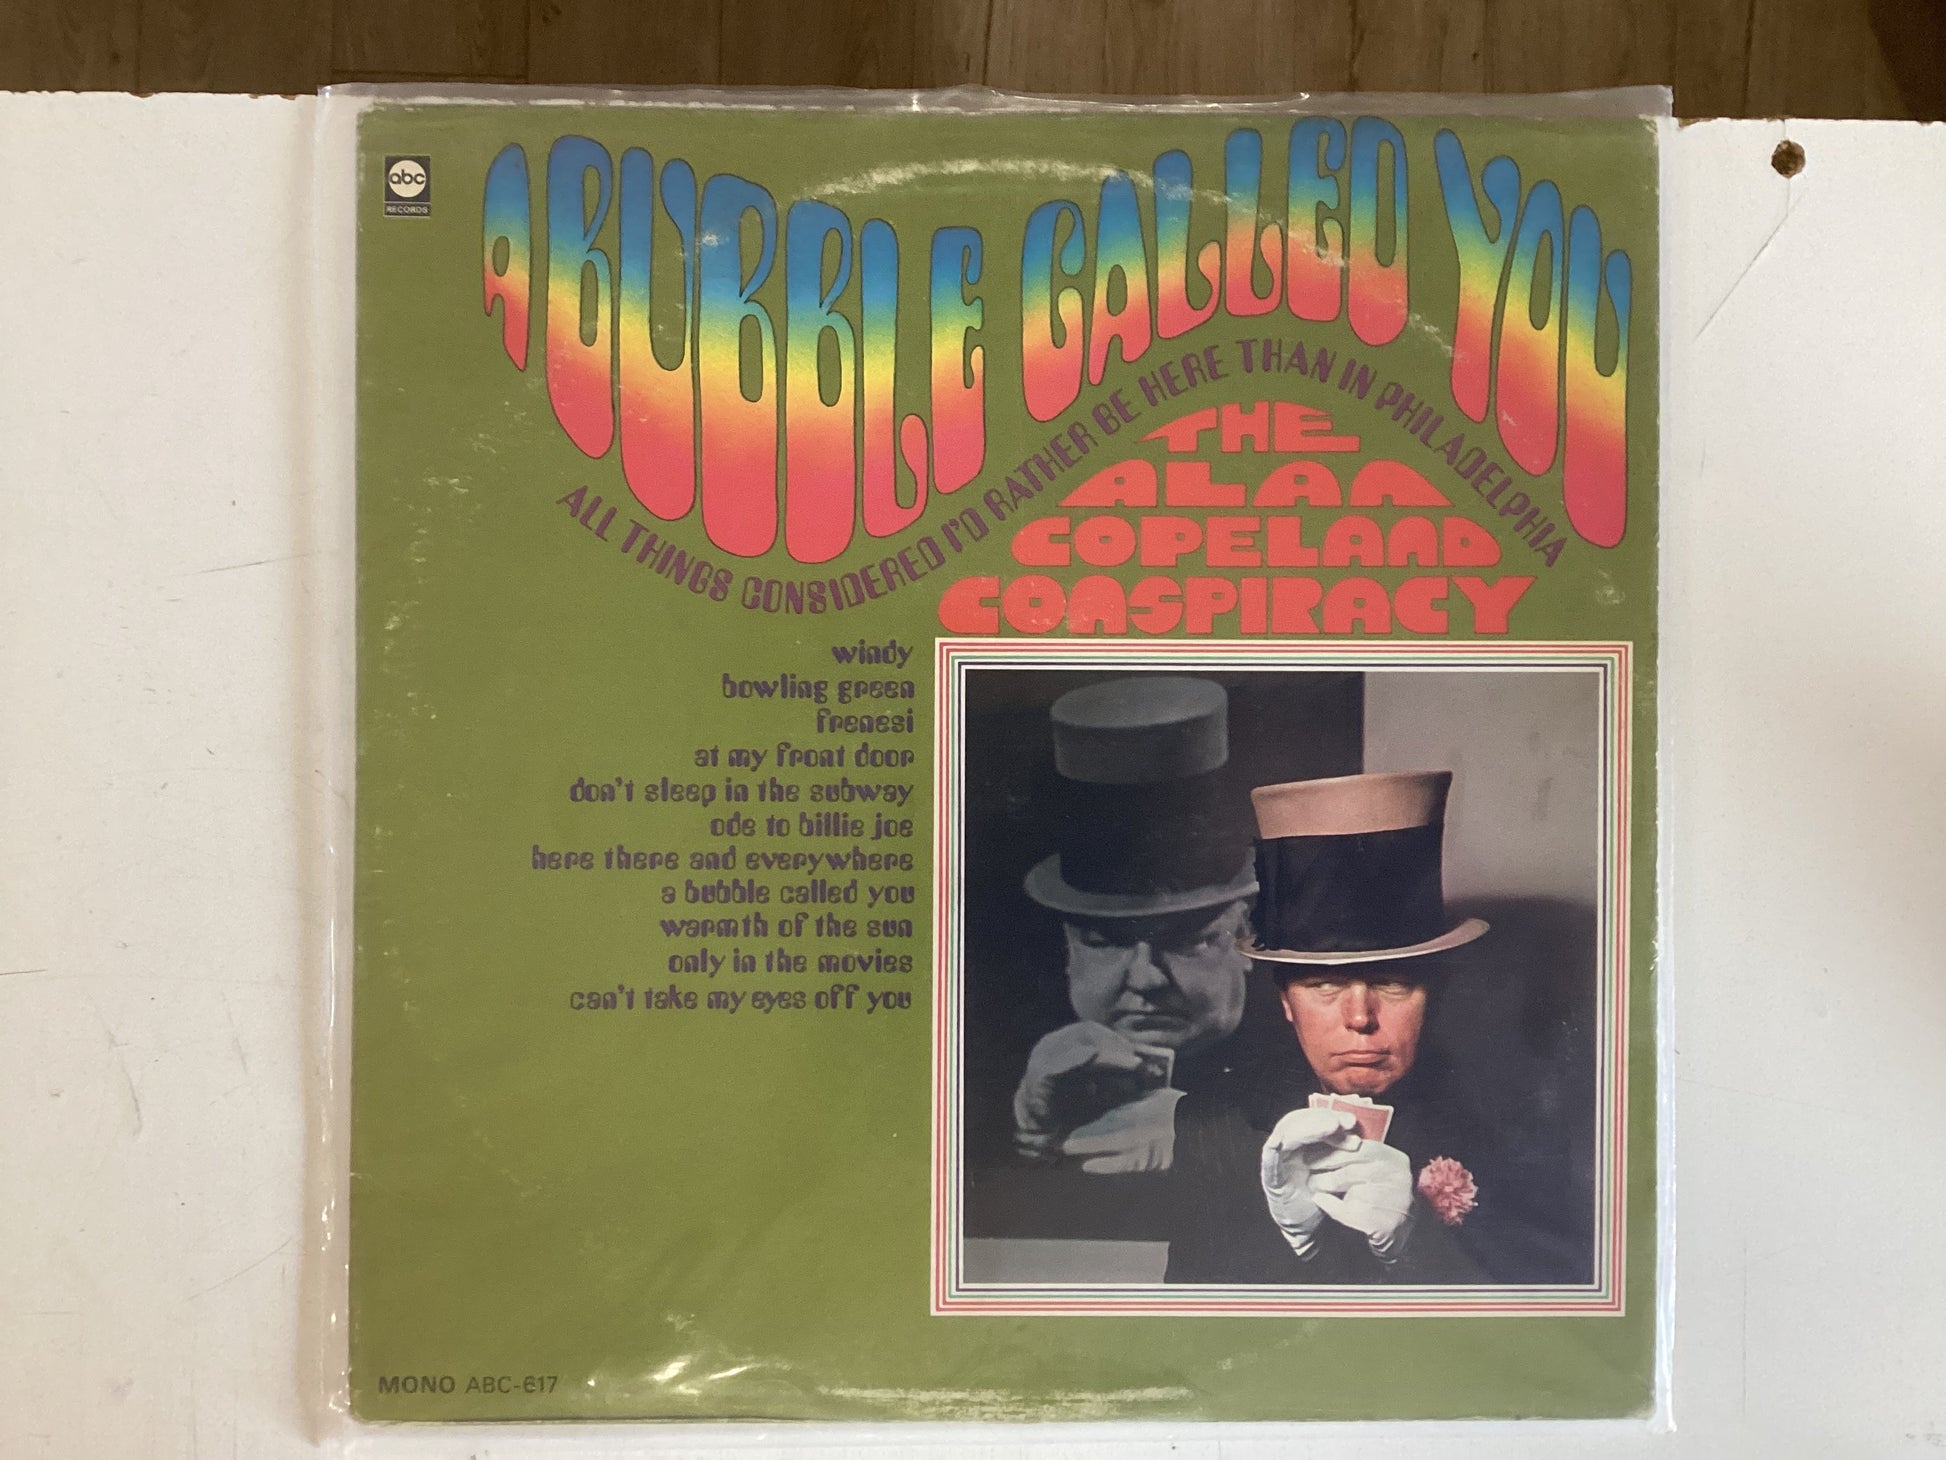 abc
RECORDS
A BUBBLE CALLED YOU
ALL THINGS CONSIDERED I'D RATHER BE HERE THAN IN PHILADELPHIA
THE
ALAN
COPELAND
CONSPIRACY
windy
bowling green
frenesi
at my front door
don't sleep in the subway
ode to billie joe
here there and everywhere
a bubble called you
warmth of the sun
only in the movies
can't take my eyes off you
MONO ABC-617